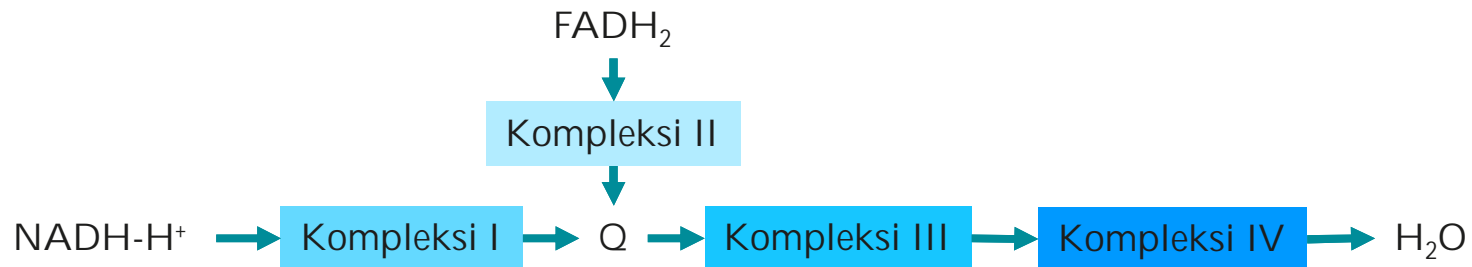 FADH₂
Kompleksi II
NADH-H⁺ Kompleksi I Q Kompleksi III Kompleksi IV H₂O